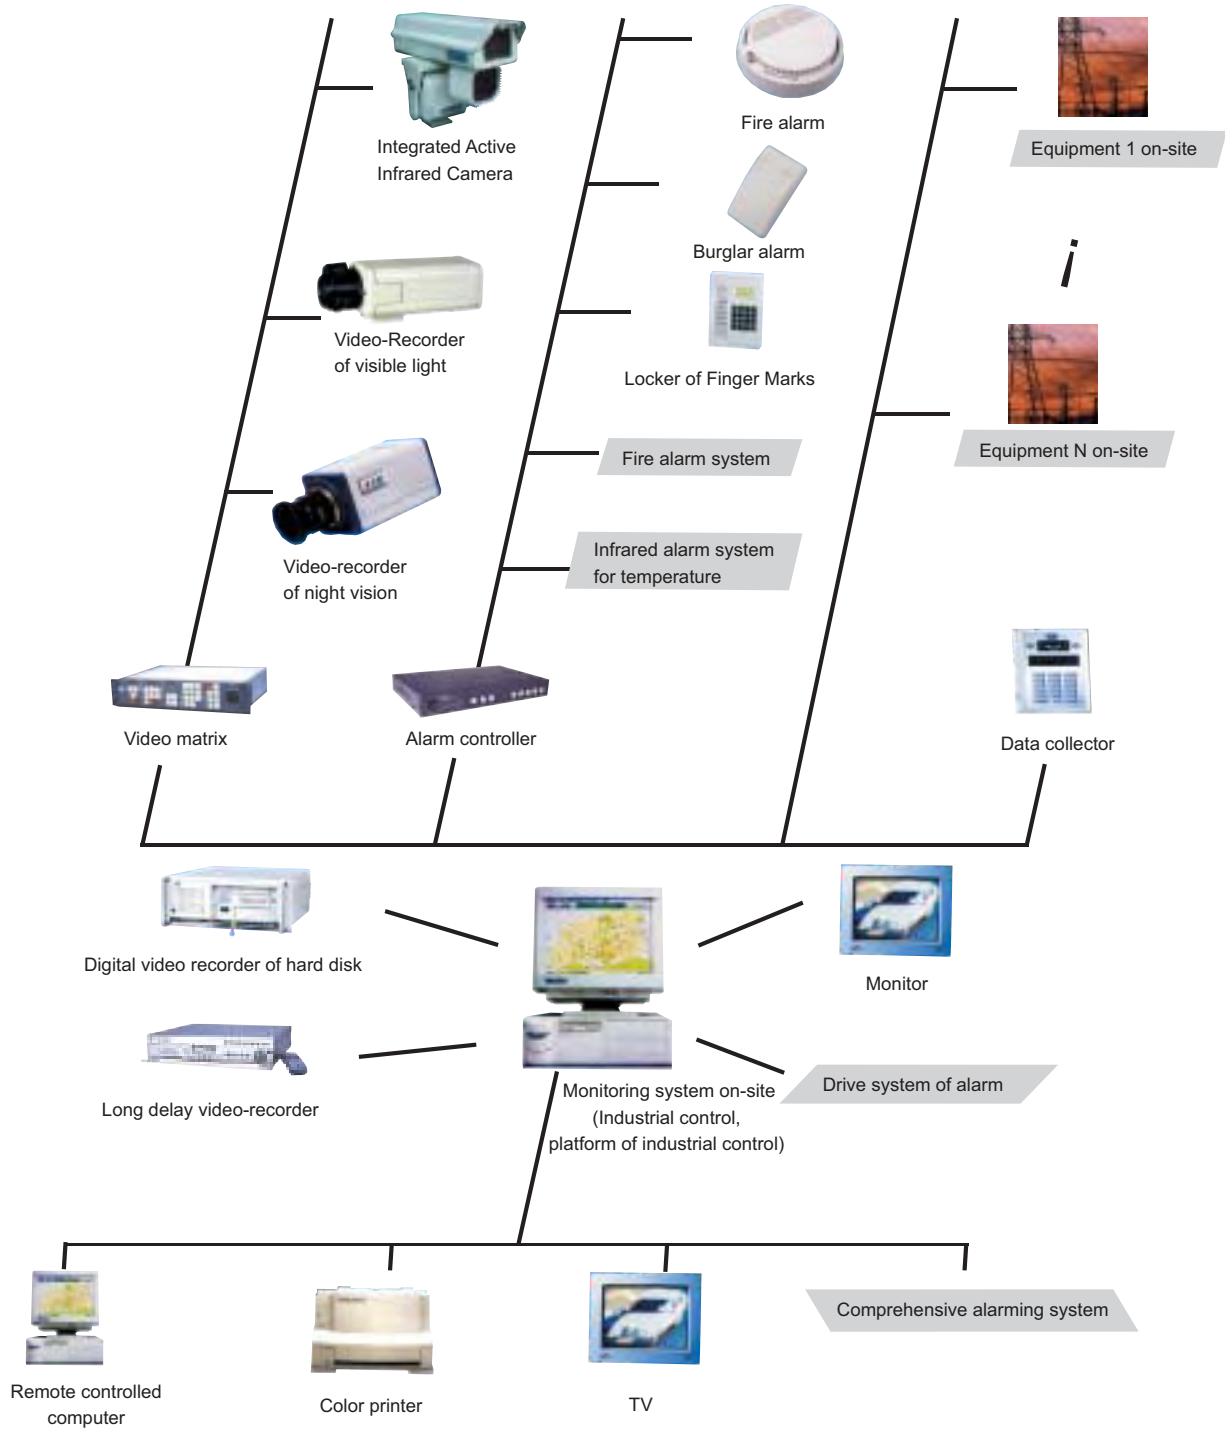 Integrated Active
Infrared Camera
Fire alarm
Equipment 1 on-site
Burglar alarm
Video-Recorder
of visible light
Locker of Finger Marks
Equipment N on-site
Fire alarm system
Infrared alarm system
for temperature
Video-recorder
of night vision
Video matrix
Alarm controller
Data collector
Digital video recorder of hard disk
Monitor
Long delay video-recorder
Monitoring system on-site
(Industrial control,
platform of industrial control)
Drive system of alarm
Remote controlled
computer
Color printer
TV
Comprehensive alarming system